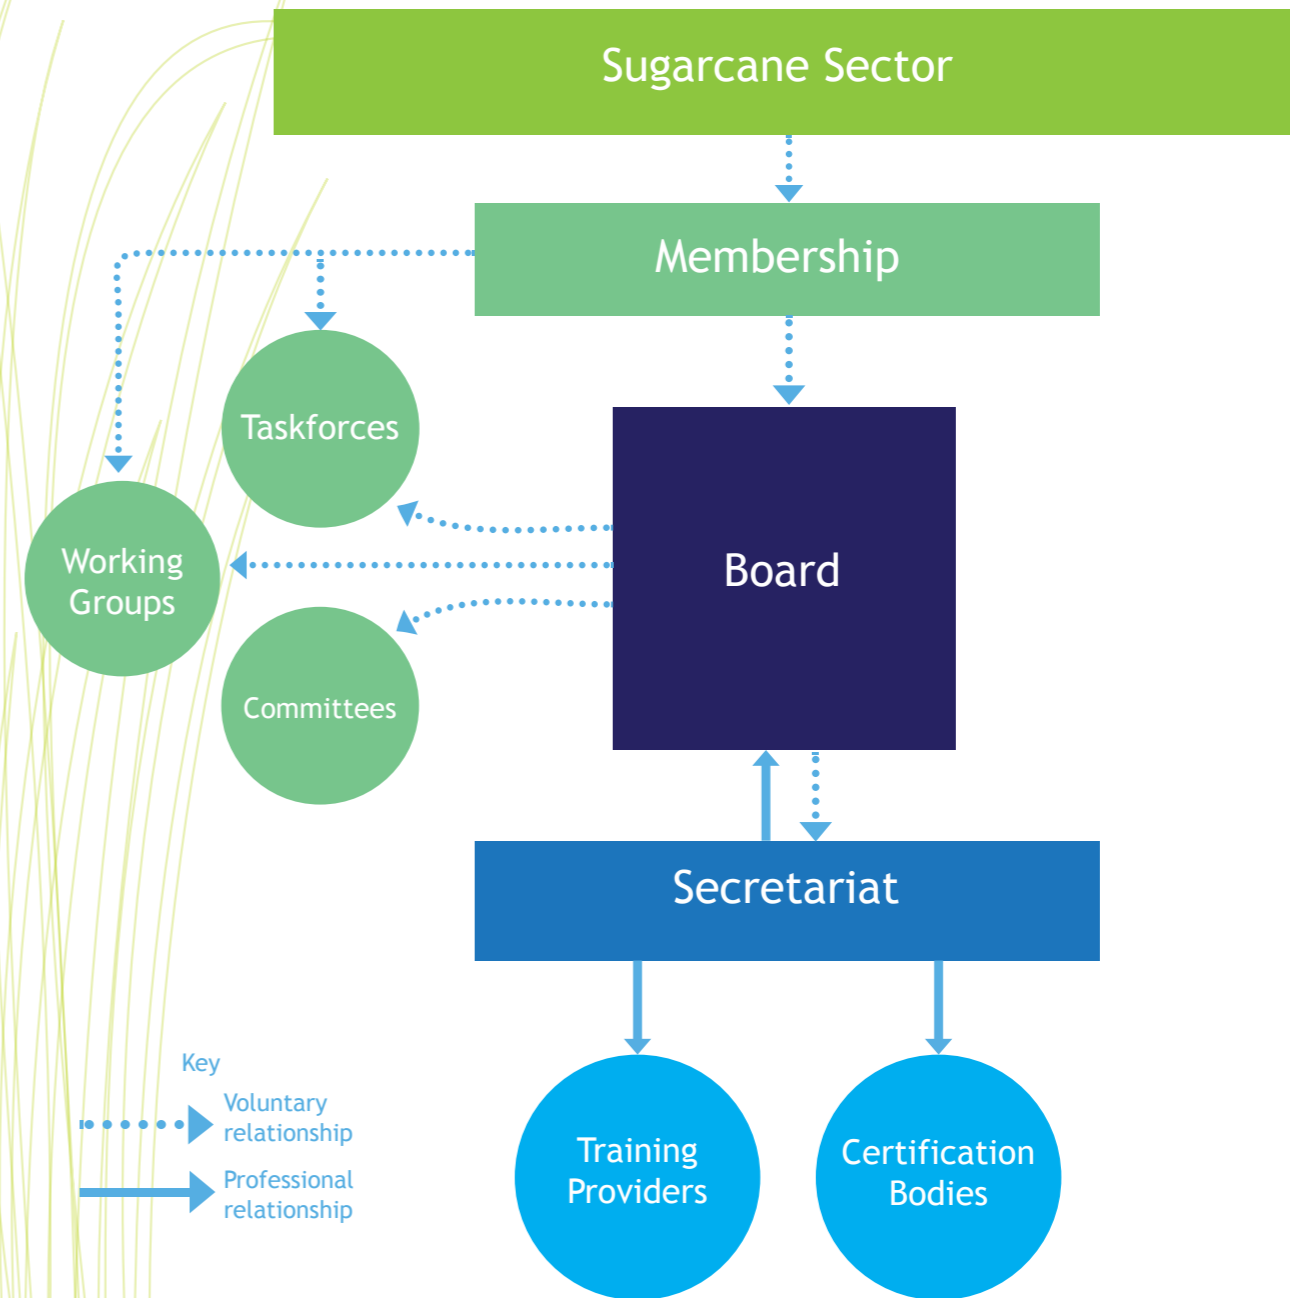 Sugarcane Sector
Membership
Taskforces
Working
Groups
Board
Committees
Secretariat
Key
Voluntary
relationship
Professional
relationship
Training
Providers
Certification
Bodies